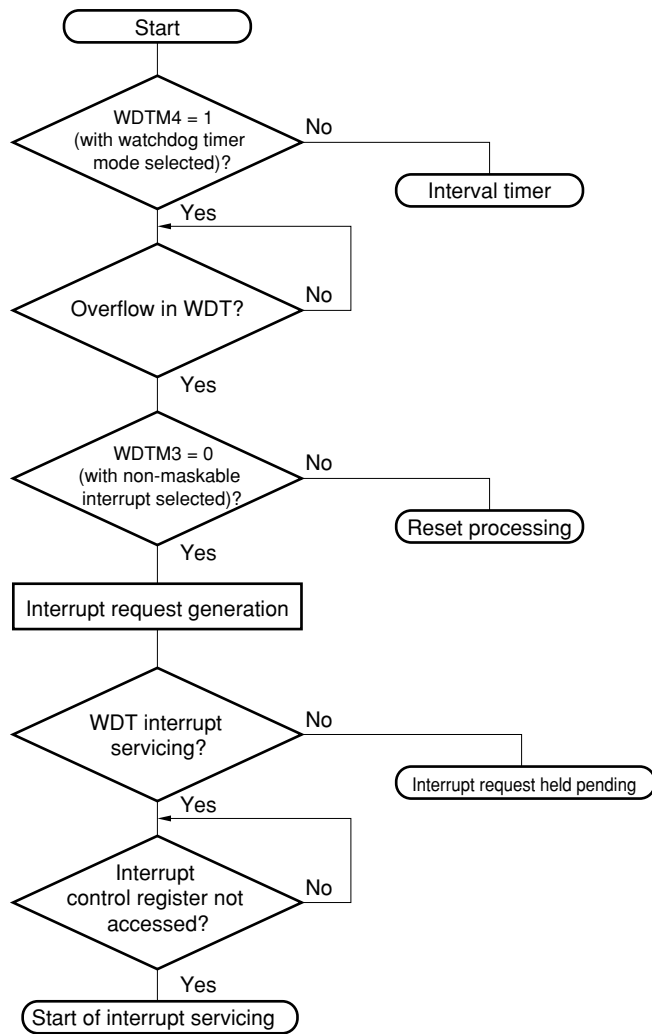 Start
WDTM4 = 1
(with watchdog timer
mode selected)?
No
Interval timer
Yes
Overflow in WDT?
No
Yes
WDTM3 = 0
(with non-maskable
interrupt selected)?
No
Reset processing
Yes
Interrupt request generation
WDT interrupt
servicing?
No
Interrupt request held pending
Yes
Interrupt
control register not
accessed?
No
Yes
Start of interrupt servicing